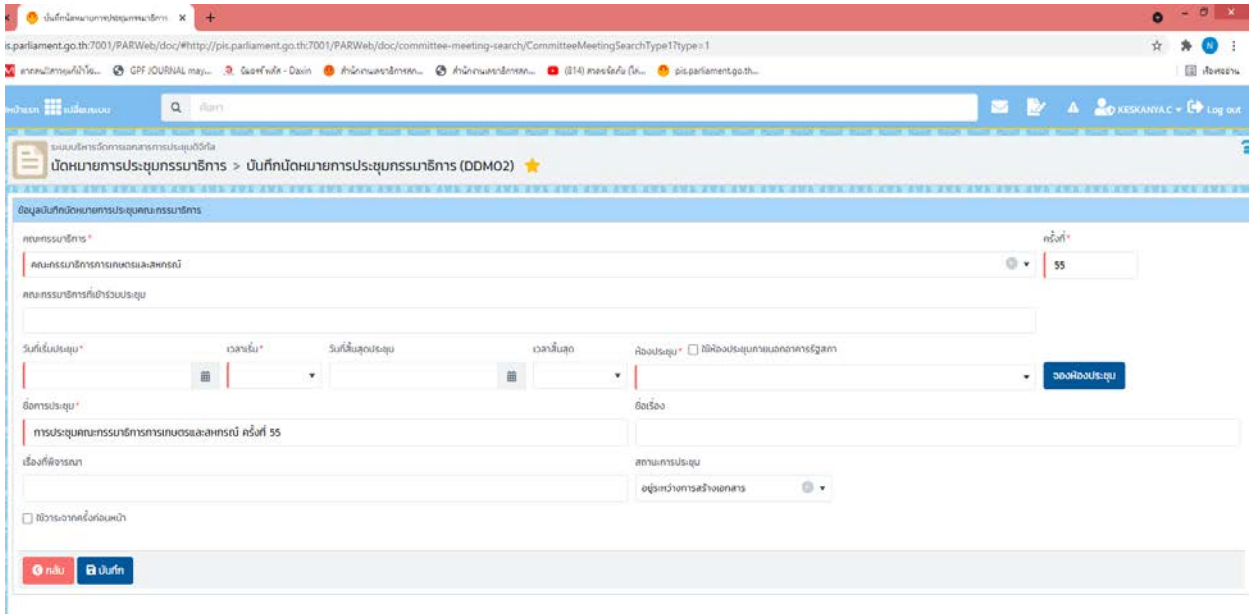 บันทึกนัดหมายการประชุมกรรมาธิการ
is.parliament.go.th:7001/PARWeb/doc/#http://pis.parliament.go.th:7001/PARWeb/doc/committee-meeting-search/CommitteeMeetingSearchType1?type=1
GPF JOURNAL may... (814) pis.parliament.go.th...
หน้าแรก เปลี่ยนระบบ ค้นหา KESKANYA.C Log out
ระบบบริหารจัดการเอกสารการประชุมดิจิทัล
นัดหมายการประชุมกรรมาธิการ > บันทึกนัดหมายการประชุมกรรมาธิการ (DDM02)
ข้อมูลบันทึกนัดหมายการประชุมคณะกรรมาธิการ
คณะกรรมาธิการ* ครั้งที่*
คณะกรรมาธิการการเกษตรและสหกรณ์ 55
คณะกรรมาธิการที่เข้าร่วมประชุม
วันที่เริ่มประชุม* เวลาเริ่ม* วันที่สิ้นสุดประชุม เวลาสิ้นสุด ห้องประชุม* ใช้ห้องประชุมภายนอกอาคารรัฐสภา
จองห้องประชุม
ชื่อการประชุม* ชื่อเรื่อง
การประชุมคณะกรรมาธิการการเกษตรและสหกรณ์ ครั้งที่ 55
เรื่องที่พิจารณา สถานะการประชุม
อยู่ระหว่างการสร้างเอกสาร
ใช้วาระจากครั้งก่อนหน้า
กลับ บันทึก